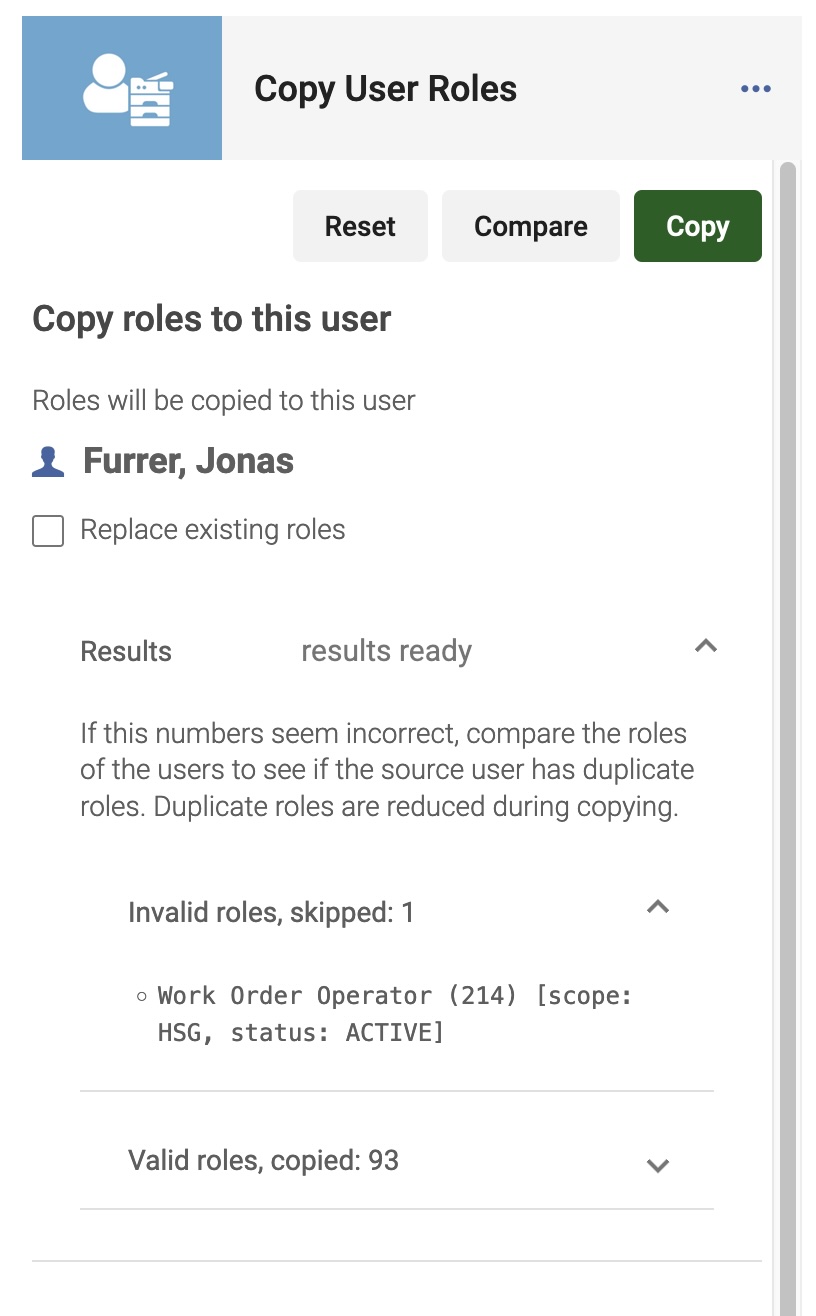 Copy User Roles
Reset
Compare
Copy
Copy roles to this user
Roles will be copied to this user
Furrer, Jonas
Replace existing roles
Results
results ready
If this numbers seem incorrect, compare the roles
of the users to see if the source user has duplicate
roles. Duplicate roles are reduced during copying.
Invalid roles, skipped: 1
Work Order Operator (214) [scope:
HSG, status: ACTIVE]
Valid roles, copied: 93